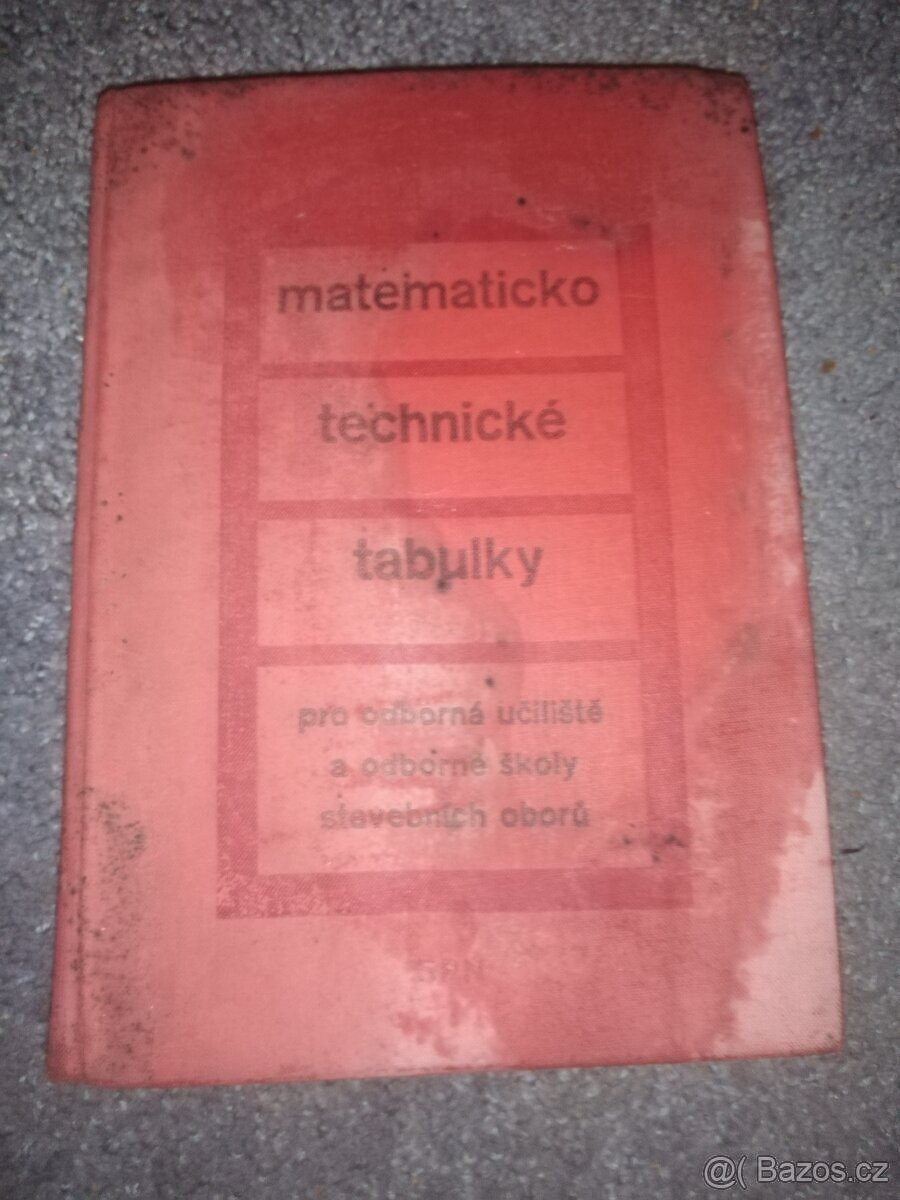 matematicko
technické
tabulky
pro odborná učiliště
a odborné školy
stavebních oborů
SPN
@( Bazos.cz